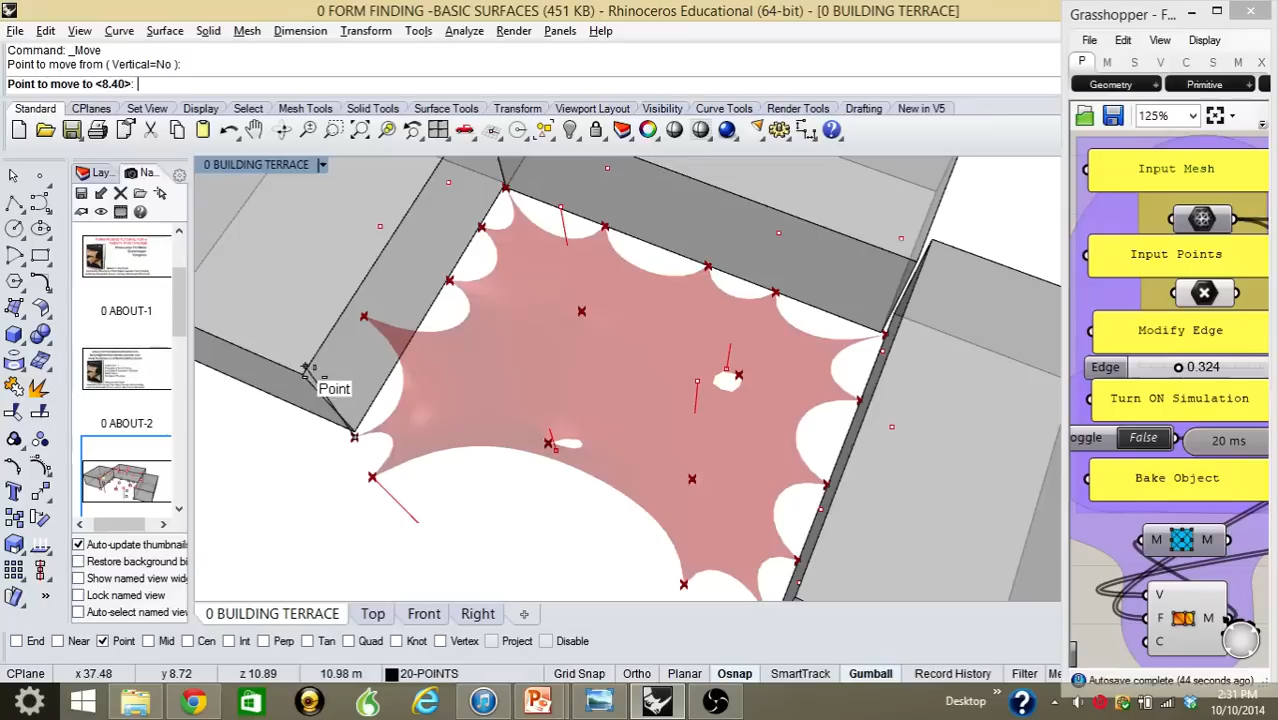 0 FORM FINDING -BASIC SURFACES (451 KB) - Rhinoceros Educational (64-bit) - [0 BUILDING TERRACE]
File Edit View Curve Surface Solid Mesh Dimension Transform Tools Analyze Render Panels Help
Command: _Move
Point to move from ( Vertical=No ):
Point to move to <8.40>:
Standard CPlanes Set View Display Select Mesh Tools Solid Tools Surface Tools Transform Viewport Layout Visibility Curve Tools Render Tools Drafting New in V5
Lay... Na...
0 BUILDING TERRACE
0 ABOUT-1
0 ABOUT-2
Point
Auto-update thumbnails
Restore background bi
Show named view widg
Lock named view
Auto-select named view
0 BUILDING TERRACE Top Front Right
End Near Point Mid Cen Int Perp Tan Quad Knot Vertex Project Disable
CPlane x 37.48 y 8.72 z 10.89 10.98 m 20-POINTS Grid Snap Ortho Planar Osnap SmartTrack Gumball Record History Filter Me
Grasshopper - F...
File Edit View Display
P M S V C S M
Geometry Primitive
125%
Input Mesh
Input Points
Modify Edge
Edge 0.324
Turn ON Simulation
oggle False 20 ms
Bake Object
M M
V
F M
C
Autosave complete (44 seconds ago)
Desktop
2:31 PM
10/10/2014